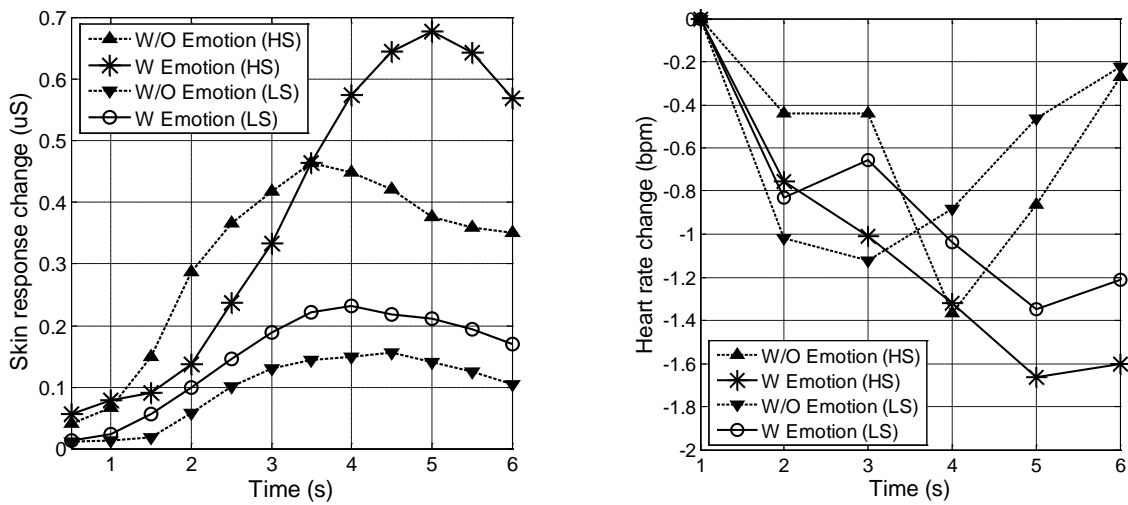 0.7
0.6
0.5
0.4
0.3
0.2
0.1
0
Skin response change (uS)
W/O Emotion (HS)
W Emotion (HS)
W/O Emotion (LS)
W Emotion (LS)
1 2 3 4 5 6
Time (s)
0
-0.4
-0.6
-0.8
-1
-1.2
-1.4
-1.6
-1.8
-2
Heart rate change (bpm)
W/O Emotion (HS)
W Emotion (HS)
W/O Emotion (LS)
W Emotion (LS)
1 2 3 4 5 6
Time (s)